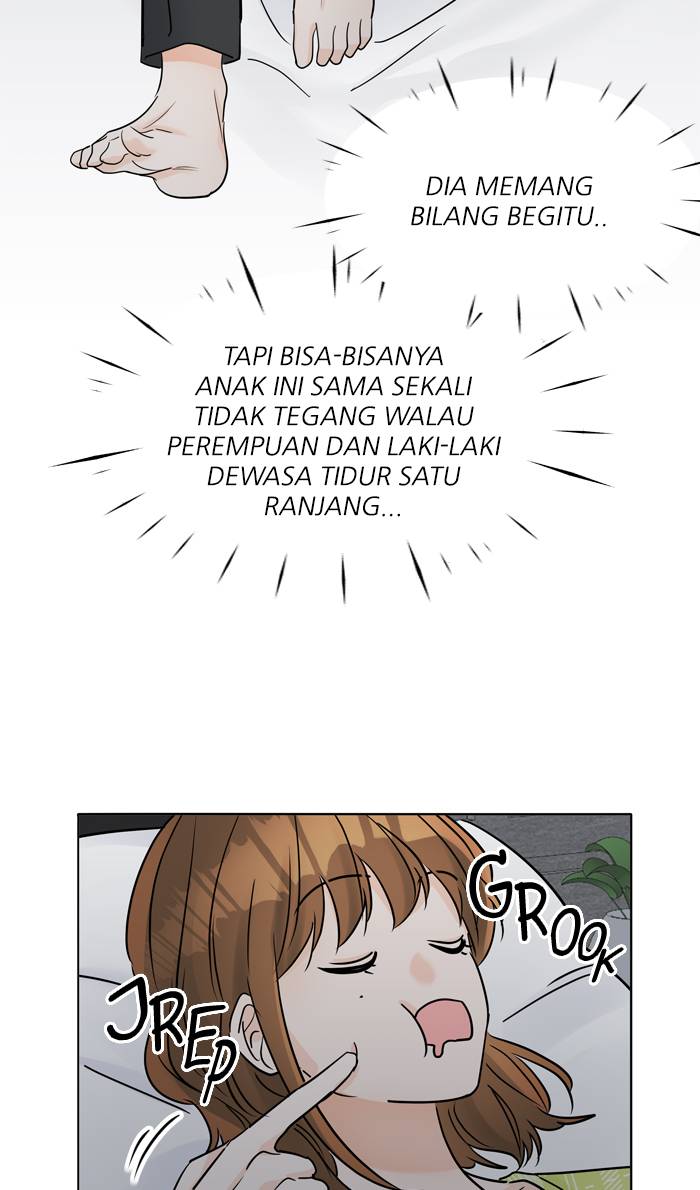 DIA MEMANG
BILANG BEGITU..
TAPI BISA-BISANYA
ANAK INI SAMA SEKALI
TIDAK TEGANG WALAU
PEREMPUAN DAN LAKI-LAKI
DEWASA TIDUR SATU
RANJANG...
GROOK
JREP